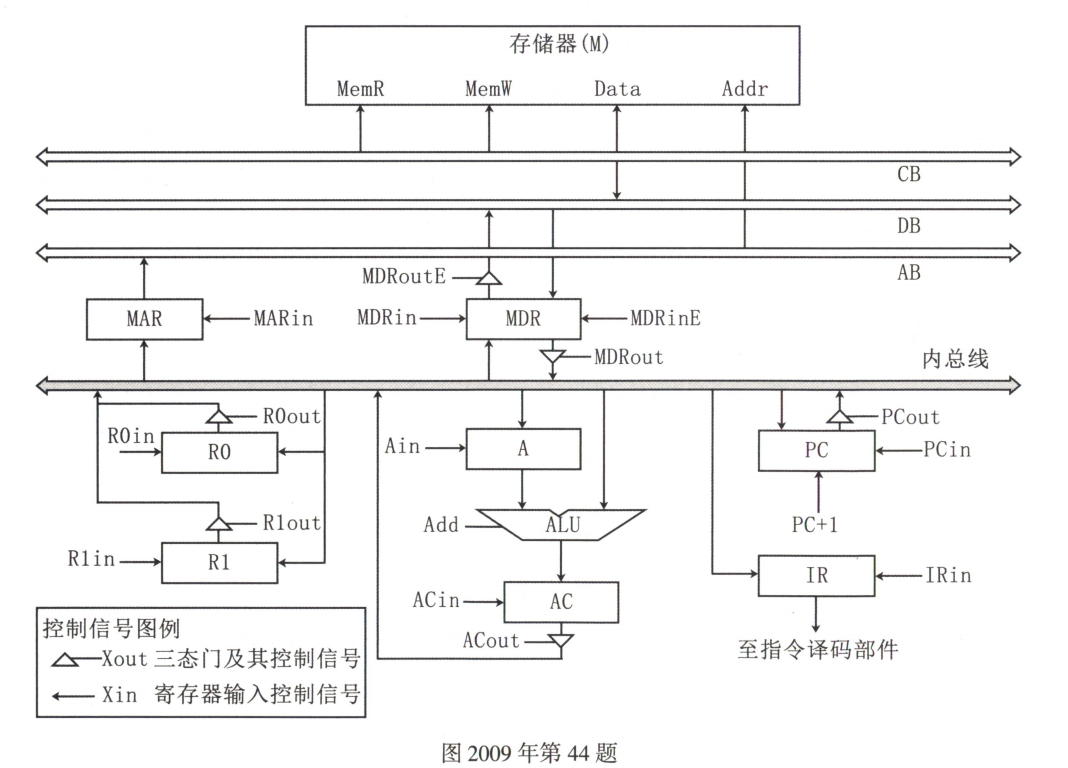 存储器(M)
MemR MemW Data Addr
CB
DB
AB
MDRoutE
MAR MARin MDRin MDR MDRinE
MDRout
内总线
R0out
R0in R0
Ain A
PCout
PC PCin
R1out
Add ALU
PC+1
R1in R1
ACin AC
IR IRin
ACout
至指令译码部件
控制信号图例
Xout 三态门及其控制信号
Xin 寄存器输入控制信号
图 2009 年第 44 题